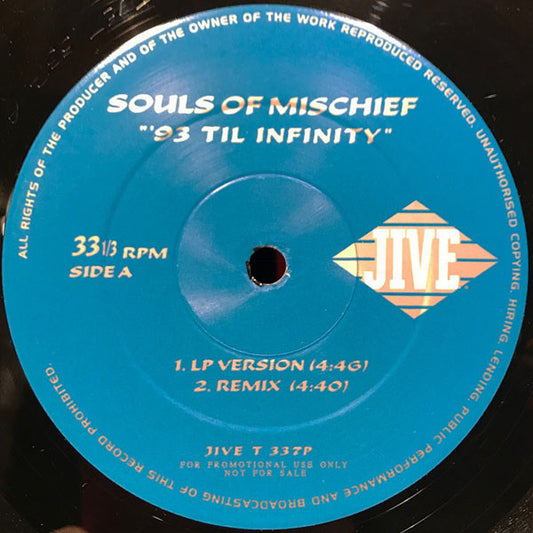 ALL RIGHTS OF THE PRODUCER AND OF THE OWNER OF THE WORK REPRODUCED RESERVED. UNAUTHORISED COPYING, HIRING, LENDING, PUBLIC PERFORMANCE AND BROADCASTING OF THIS RECORD PROHIBITED.
SOULS OF MISCHIEF
"'93 TIL INFINITY"
33 1/3 RPM
SIDE A
JIVE
1. LP VERSION (4:46)
2. REMIX (4:40)
JIVE T 337P
FOR PROMOTIONAL USE ONLY
NOT FOR SALE